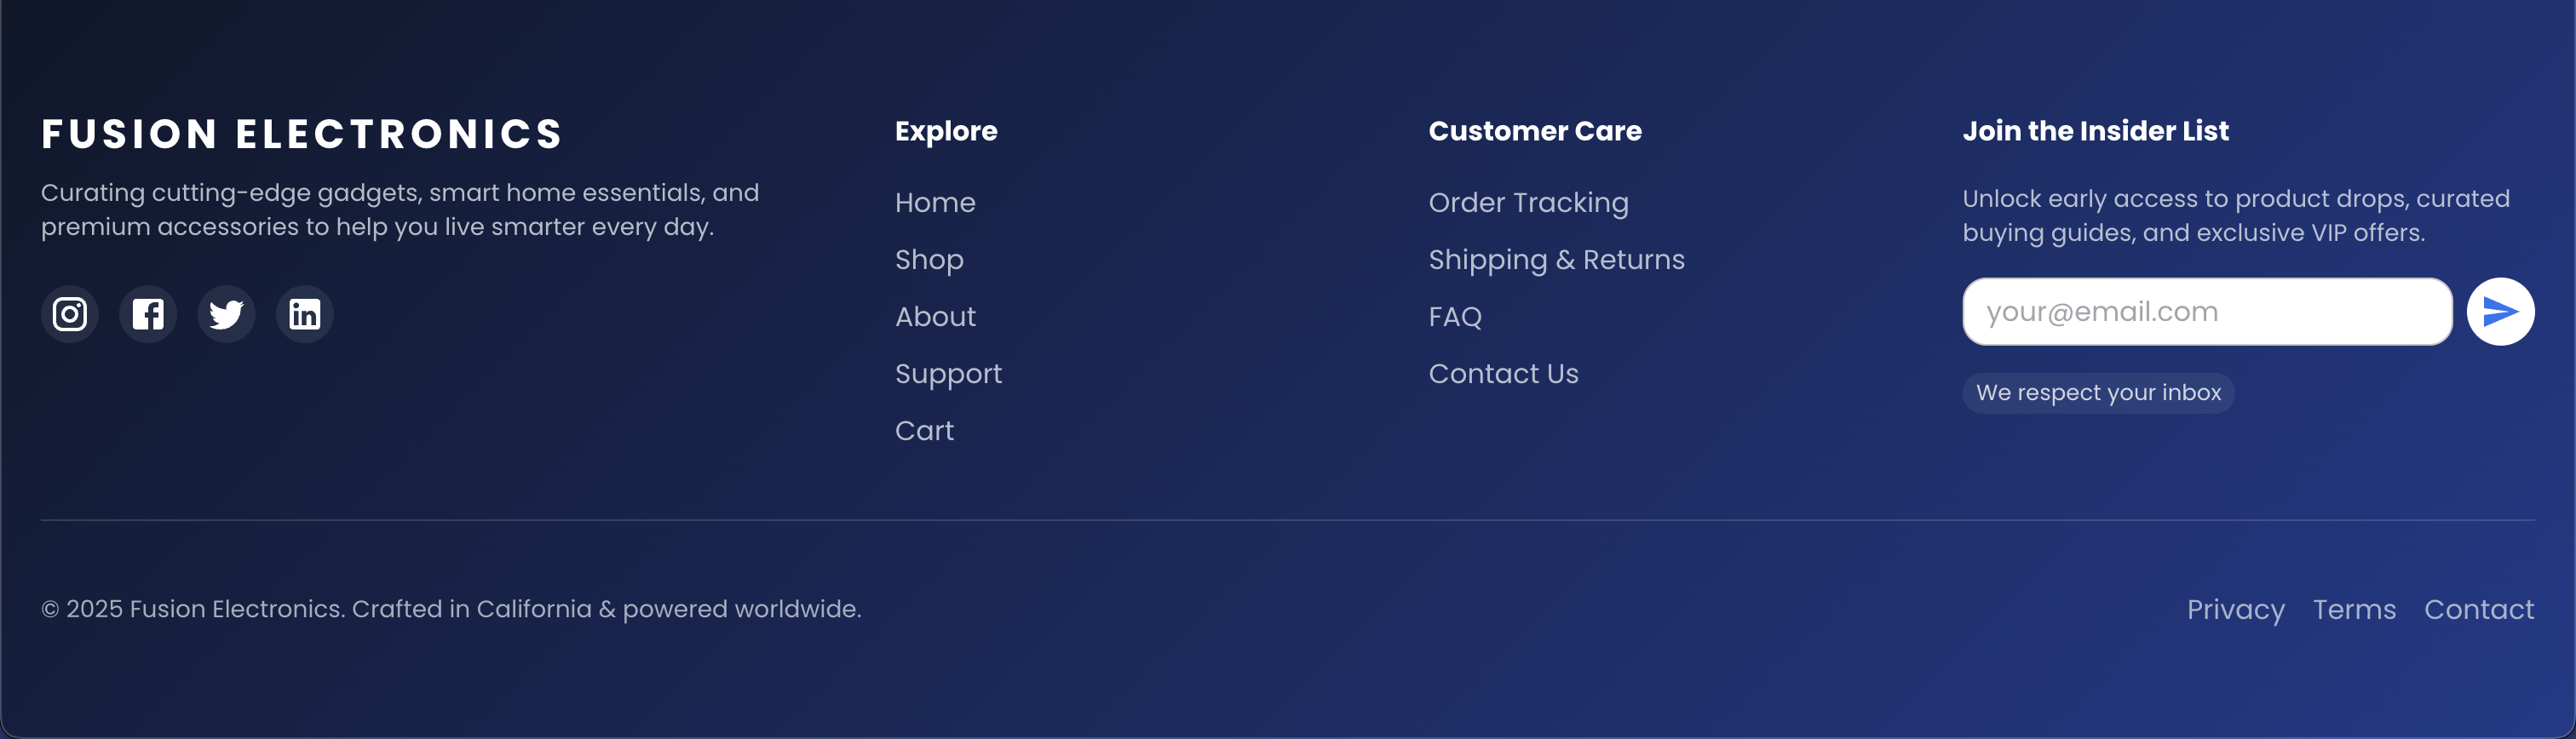 FUSION ELECTRONICS
Curating cutting-edge gadgets, smart home essentials, and
premium accessories to help you live smarter every day.
Explore
Home
Shop
About
Support
Cart
Customer Care
Order Tracking
Shipping & Returns
FAQ
Contact Us
Join the Insider List
Unlock early access to product drops, curated
buying guides, and exclusive VIP offers.
your@email.com
We respect your inbox
© 2025 Fusion Electronics. Crafted in California & powered worldwide.
Privacy Terms Contact